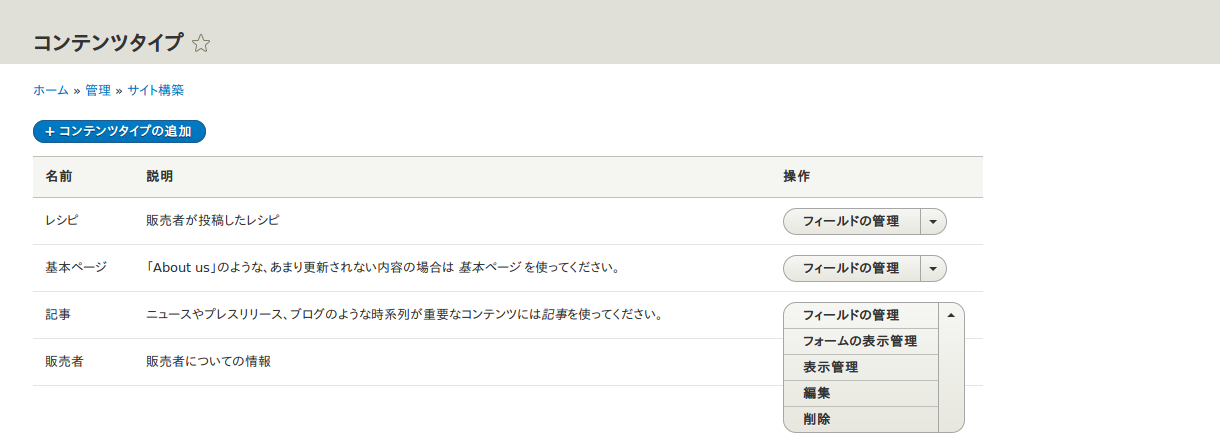 コンテンツタイプ
ホーム » 管理 » サイト構築
+ コンテンツタイプの追加
名前 説明 操作
レシピ 販売者が投稿したレシピ フィールドの管理
基本ページ 「About us」のような、あまり更新されない内容の場合は 基本ページ を使ってください。 フィールドの管理
記事 ニュースやプレスリリース、ブログのような時系列が重要なコンテンツには記事を使ってください。 フィールドの管理
フォームの表示管理
販売者 販売者についての情報 表示管理
編集
削除